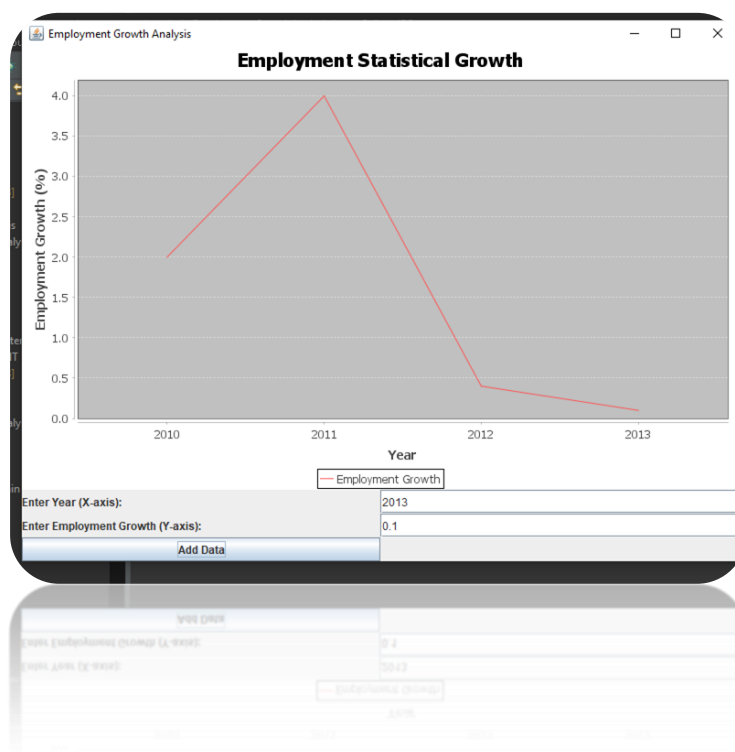 Employment Growth Analysis
Employment Statistical Growth
Employment Growth (%)
4.0
3.5
3.0
2.5
2.0
1.5
1.0
0.5
0.0
2010 2011 2012 2013
Year
Employment Growth
Enter Year (X-axis): 2013
Enter Employment Growth (Y-axis): 0.1
Add Data